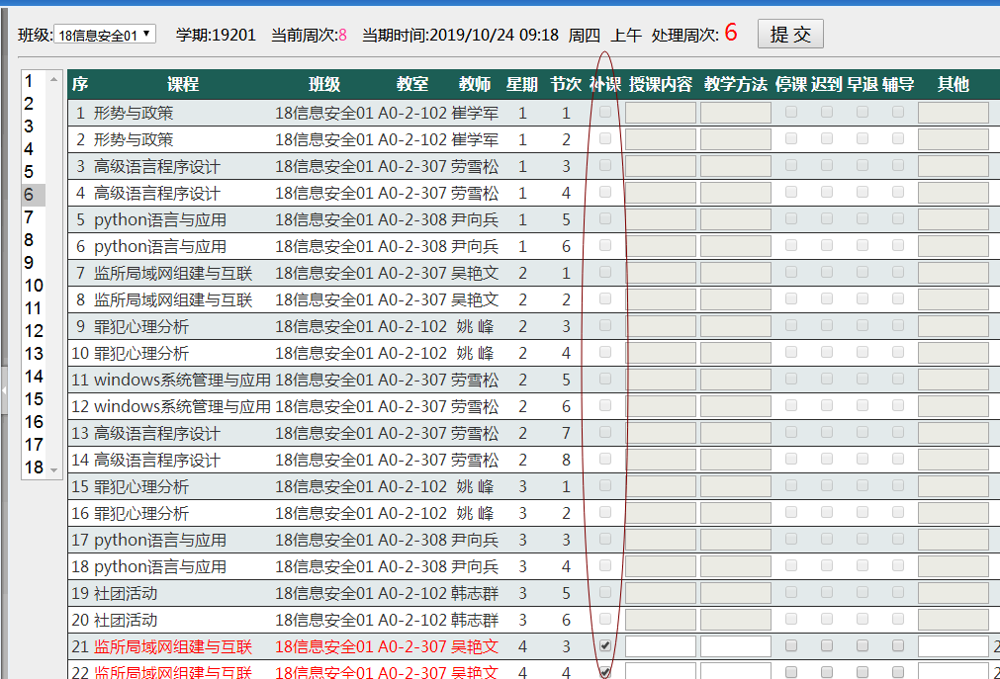 班级: 18信息安全01 学期:19201 当前周次:8 当期时间:2019/10/24 09:18 周四 上午 处理周次: 6 提 交
1
2
3
4
5
6
7
8
9
10
11
12
13
14
15
16
17
18
序 课程 班级 教室 教师 星期 节次 补课 授课内容 教学方法 停课 迟到 早退 辅导 其他
1 形势与政策 18信息安全01 A0-2-102 崔学军 1 1
2 形势与政策 18信息安全01 A0-2-102 崔学军 1 2
3 高级语言程序设计 18信息安全01 A0-2-307 劳雪松 1 3
4 高级语言程序设计 18信息安全01 A0-2-307 劳雪松 1 4
5 python语言与应用 18信息安全01 A0-2-308 尹向兵 1 5
6 python语言与应用 18信息安全01 A0-2-308 尹向兵 1 6
7 监所局域网组建与互联 18信息安全01 A0-2-307 吴艳文 2 1
8 监所局域网组建与互联 18信息安全01 A0-2-307 吴艳文 2 2
9 罪犯心理分析 18信息安全01 A0-2-102 姚 峰 2 3
10 罪犯心理分析 18信息安全01 A0-2-102 姚 峰 2 4
11 windows系统管理与应用 18信息安全01 A0-2-307 劳雪松 2 5
12 windows系统管理与应用 18信息安全01 A0-2-307 劳雪松 2 6
13 高级语言程序设计 18信息安全01 A0-2-307 劳雪松 2 7
14 高级语言程序设计 18信息安全01 A0-2-307 劳雪松 2 8
15 罪犯心理分析 18信息安全01 A0-2-102 姚 峰 3 1
16 罪犯心理分析 18信息安全01 A0-2-102 姚 峰 3 2
17 python语言与应用 18信息安全01 A0-2-308 尹向兵 3 3
18 python语言与应用 18信息安全01 A0-2-308 尹向兵 3 4
19 社团活动 18信息安全01 A0-2-102 韩志群 3 5
20 社团活动 18信息安全01 A0-2-102 韩志群 3 6
21 监所局域网组建与互联 18信息安全01 A0-2-307 吴艳文 4 3 2
22 监所局域网组建与互联 18信息安全01 A0-2-307 吴艳文 4 4 2